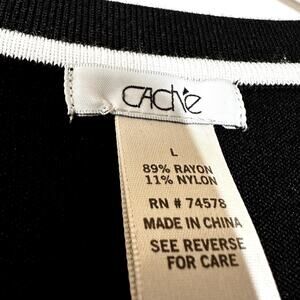 CAché
L
89% RAYON
11% NYLON
RN # 74578
MADE IN CHINA
SEE REVERSE
FOR CARE